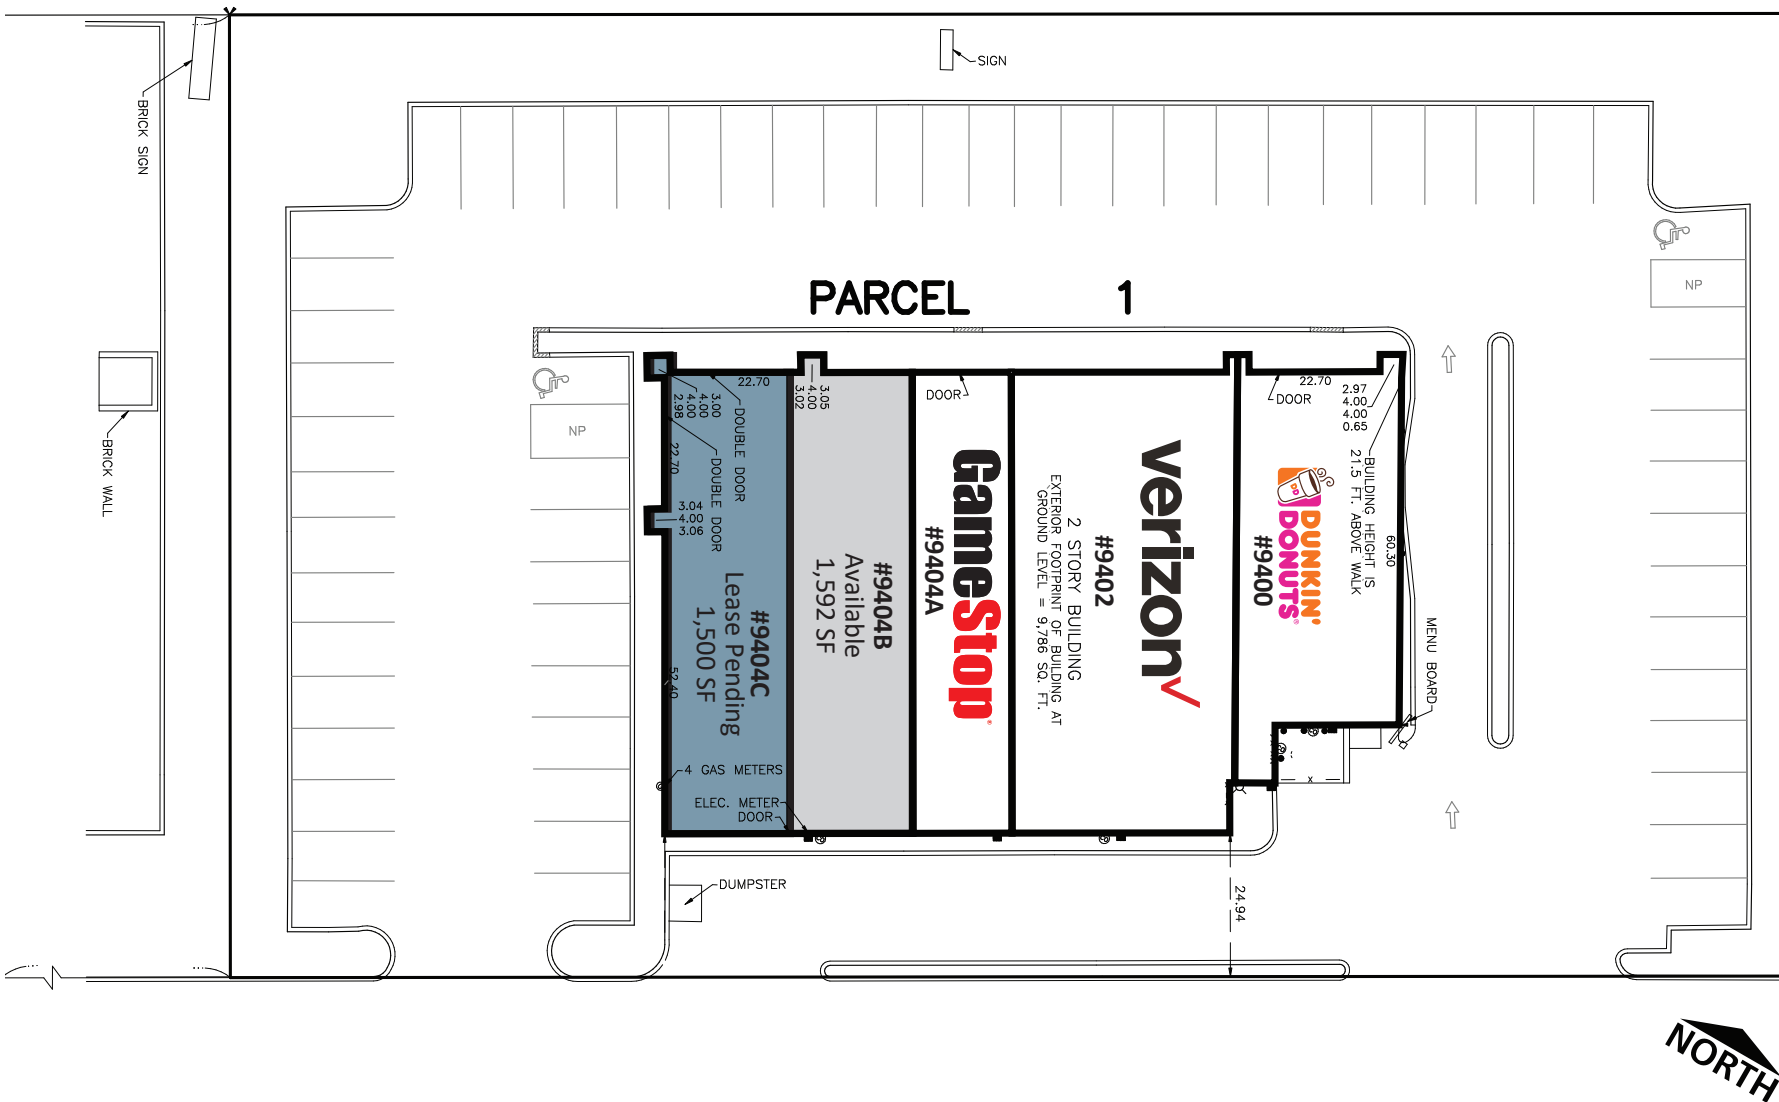 SIGN
BRICK SIGN
PARCEL 1
NP
NP
BRICK WALL
22.70
3.00
4.00
4.00
2.98
DOUBLE DOOR
DOUBLE DOOR
22.70
3.04
4.00
3.06
52.40
#9404C
Lease Pending
1,500 SF
4 GAS METERS
ELEC. METER
DOOR
3.05
4.00
3.02
#9404B
Available
1,592 SF
DOOR
GameStop
#9404A
verizon
#9402
2 STORY BUILDING
EXTERIOR FOOTPRINT OF BUILDING AT
GROUND LEVEL = 9,786 SQ. FT.
22.70
DOOR
2.97
4.00
4.00
0.65
BUILDING HEIGHT IS
21.5 FT. ABOVE WALK
60.30
DD
DUNKIN'
DONUTS
#9400
MENU BOARD
X
DUMPSTER
24.94
NORTH